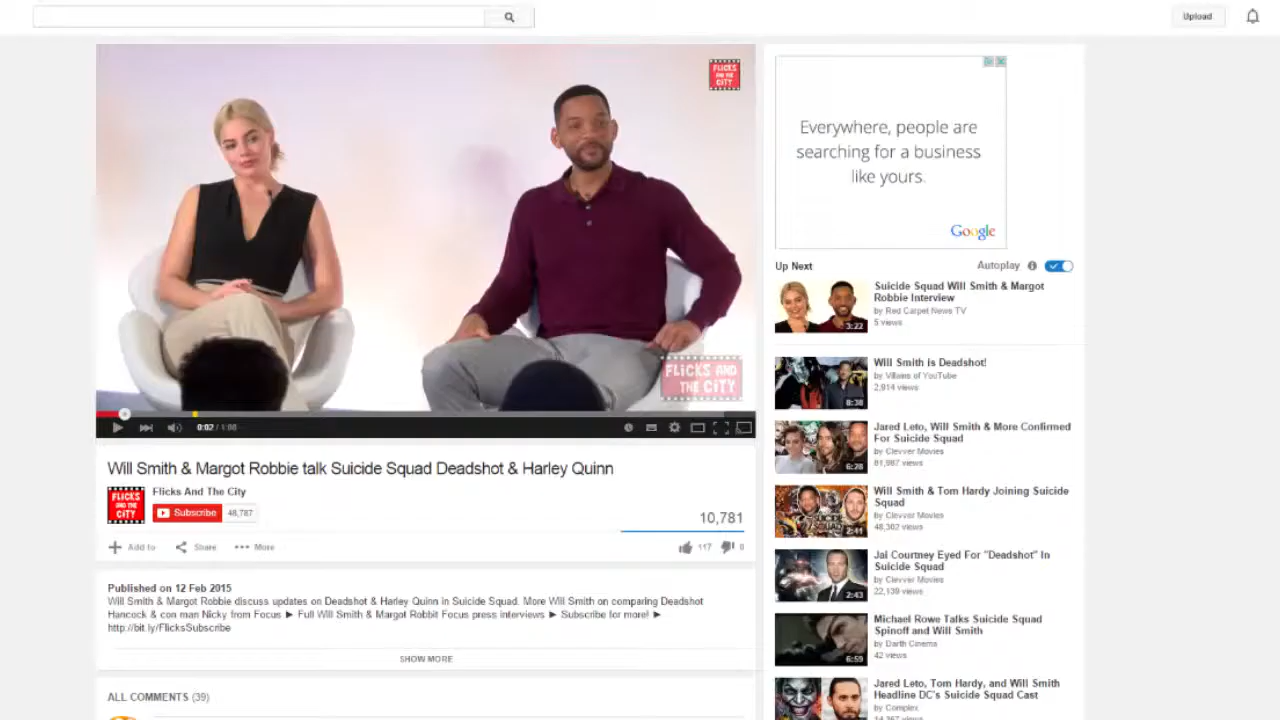 Upload
FLICKS
AND THE
CITY
FLICKS AND
THE CITY
0:02 / 1:00
Will Smith & Margot Robbie talk Suicide Squad Deadshot & Harley Quinn
FLICKS
AND THE
CITY
Flicks And The City
Subscribe 48,787
10,781
Add to Share More 117 0
Published on 12 Feb 2015
Will Smith & Margot Robbie discuss updates on Deadshot & Harley Quinn in Suicide Squad. More Will Smith on comparing Deadshot
Hancock & con man Nicky from Focus ► Full Will Smith & Margot Robbit Focus press interviews ► Subscribe for more! ►
http://bit.ly/FlicksSubscribe
SHOW MORE
ALL COMMENTS (39)
Everywhere, people are
searching for a business
like yours.
Google
Up Next Autoplay
Suicide Squad Will Smith & Margot
Robbie Interview
by Red Carpet News TV
5 views
3:22
Will Smith is Deadshot!
by Villains of YouTube
2,914 views
8:38
Jared Leto, Will Smith & More Confirmed
For Suicide Squad
by Clevver Movies
81,987 views
6:28
Will Smith & Tom Hardy Joining Suicide
Squad
by Clevver Movies
48,302 views
2:41
Jai Courtney Eyed For "Deadshot" In
Suicide Squad
by Clevver Movies
22,139 views
2:43
Michael Rowe Talks Suicide Squad
Spinoff and Will Smith
by Darth Cinema
42 views
6:59
Jared Leto, Tom Hardy, and Will Smith
Headline DC's Suicide Squad Cast
by Complex